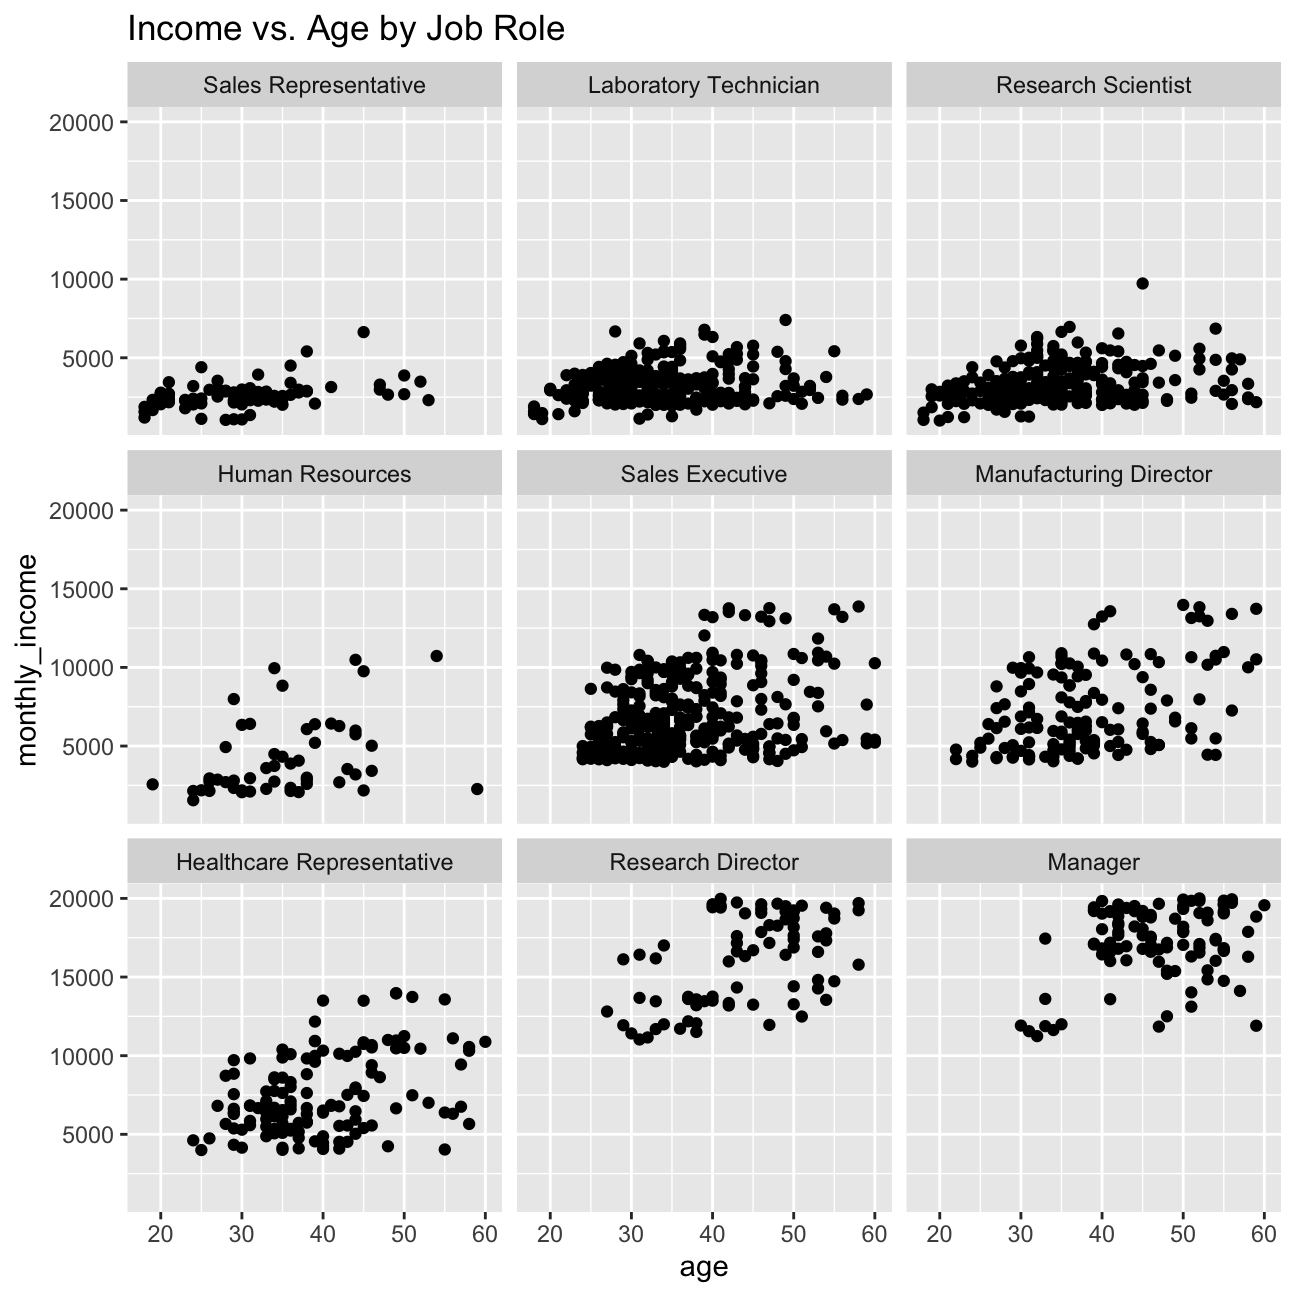 Income vs. Age by Job Role
Sales Representative
Laboratory Technician
Research Scientist
20000
15000
10000
5000
Human Resources
Sales Executive
Manufacturing Director
20000
15000
10000
5000
monthly_income
Healthcare Representative
Research Director
Manager
20000
15000
10000
5000
20 30 40 50 60 20 30 40 50 60 20 30 40 50 60
age